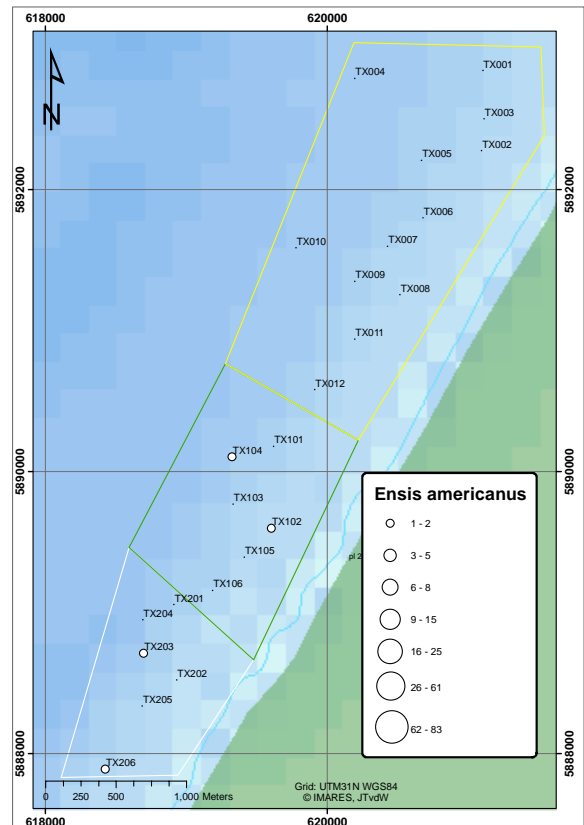 618000
620000
5892000
5892000
N
TX004
TX001
TX003
TX002
TX005
TX006
TX007
TX010
TX009
TX008
TX011
TX012
TX101
TX104
5890000
5890000
TX103
TX102
TX105
pl 2
TX106
TX201
TX204
TX203
TX202
TX205
TX206
5888000
5888000
Ensis americanus
1 - 2
3 - 5
6 - 8
9 - 15
16 - 25
26 - 61
62 - 83
0 250 500 1,000 Meters
Grid: UTM31N WGS84
© IMARES, JTvdW
618000
620000